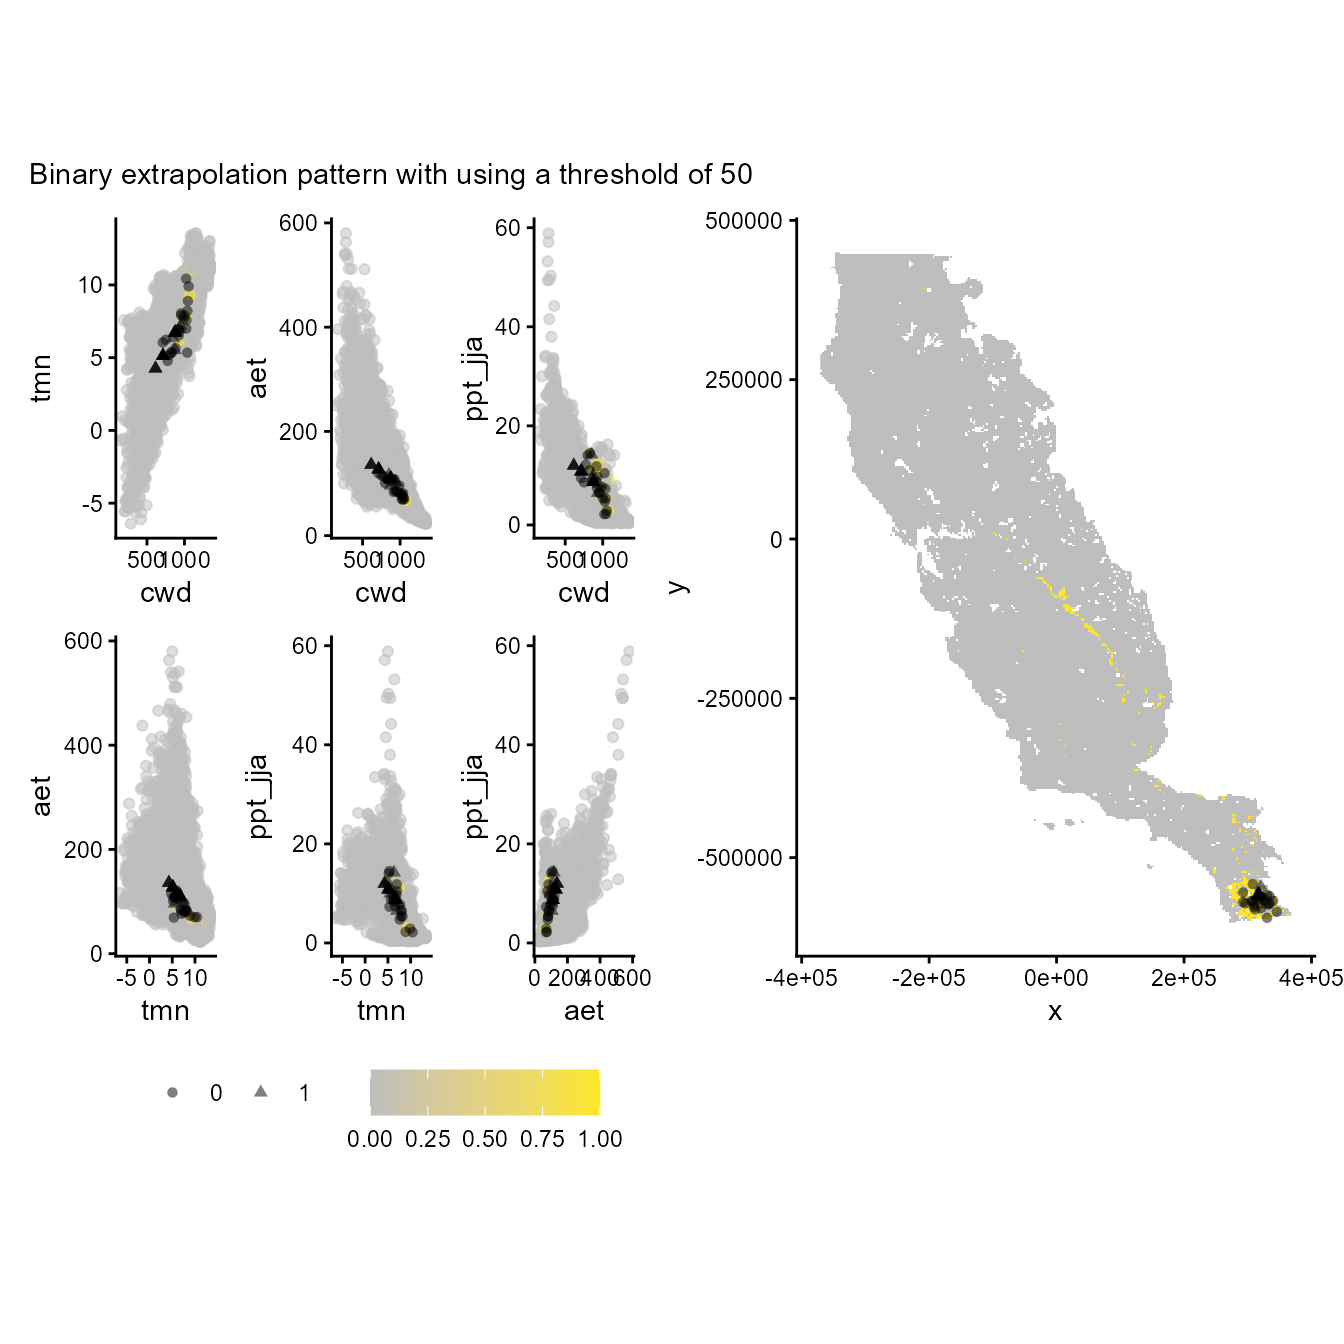 Binary extrapolation pattern with using a threshold of 50
10
5
0
-5
tmn
500
1000
cwd
600
400
200
0
aet
500
1000
cwd
60
40
20
0
ppt_jja
500
1000
cwd
600
400
200
0
aet
-5 0 5 10
tmn
60
40
20
0
ppt_jja
-5 0 5 10
tmn
60
40
20
0
ppt_jja
0 200 400 600
aet
500000
250000
0
-250000
-500000
y
-4e+05 -2e+05 0e+00 2e+05 4e+05
x
0 1
0.00 0.25 0.50 0.75 1.00